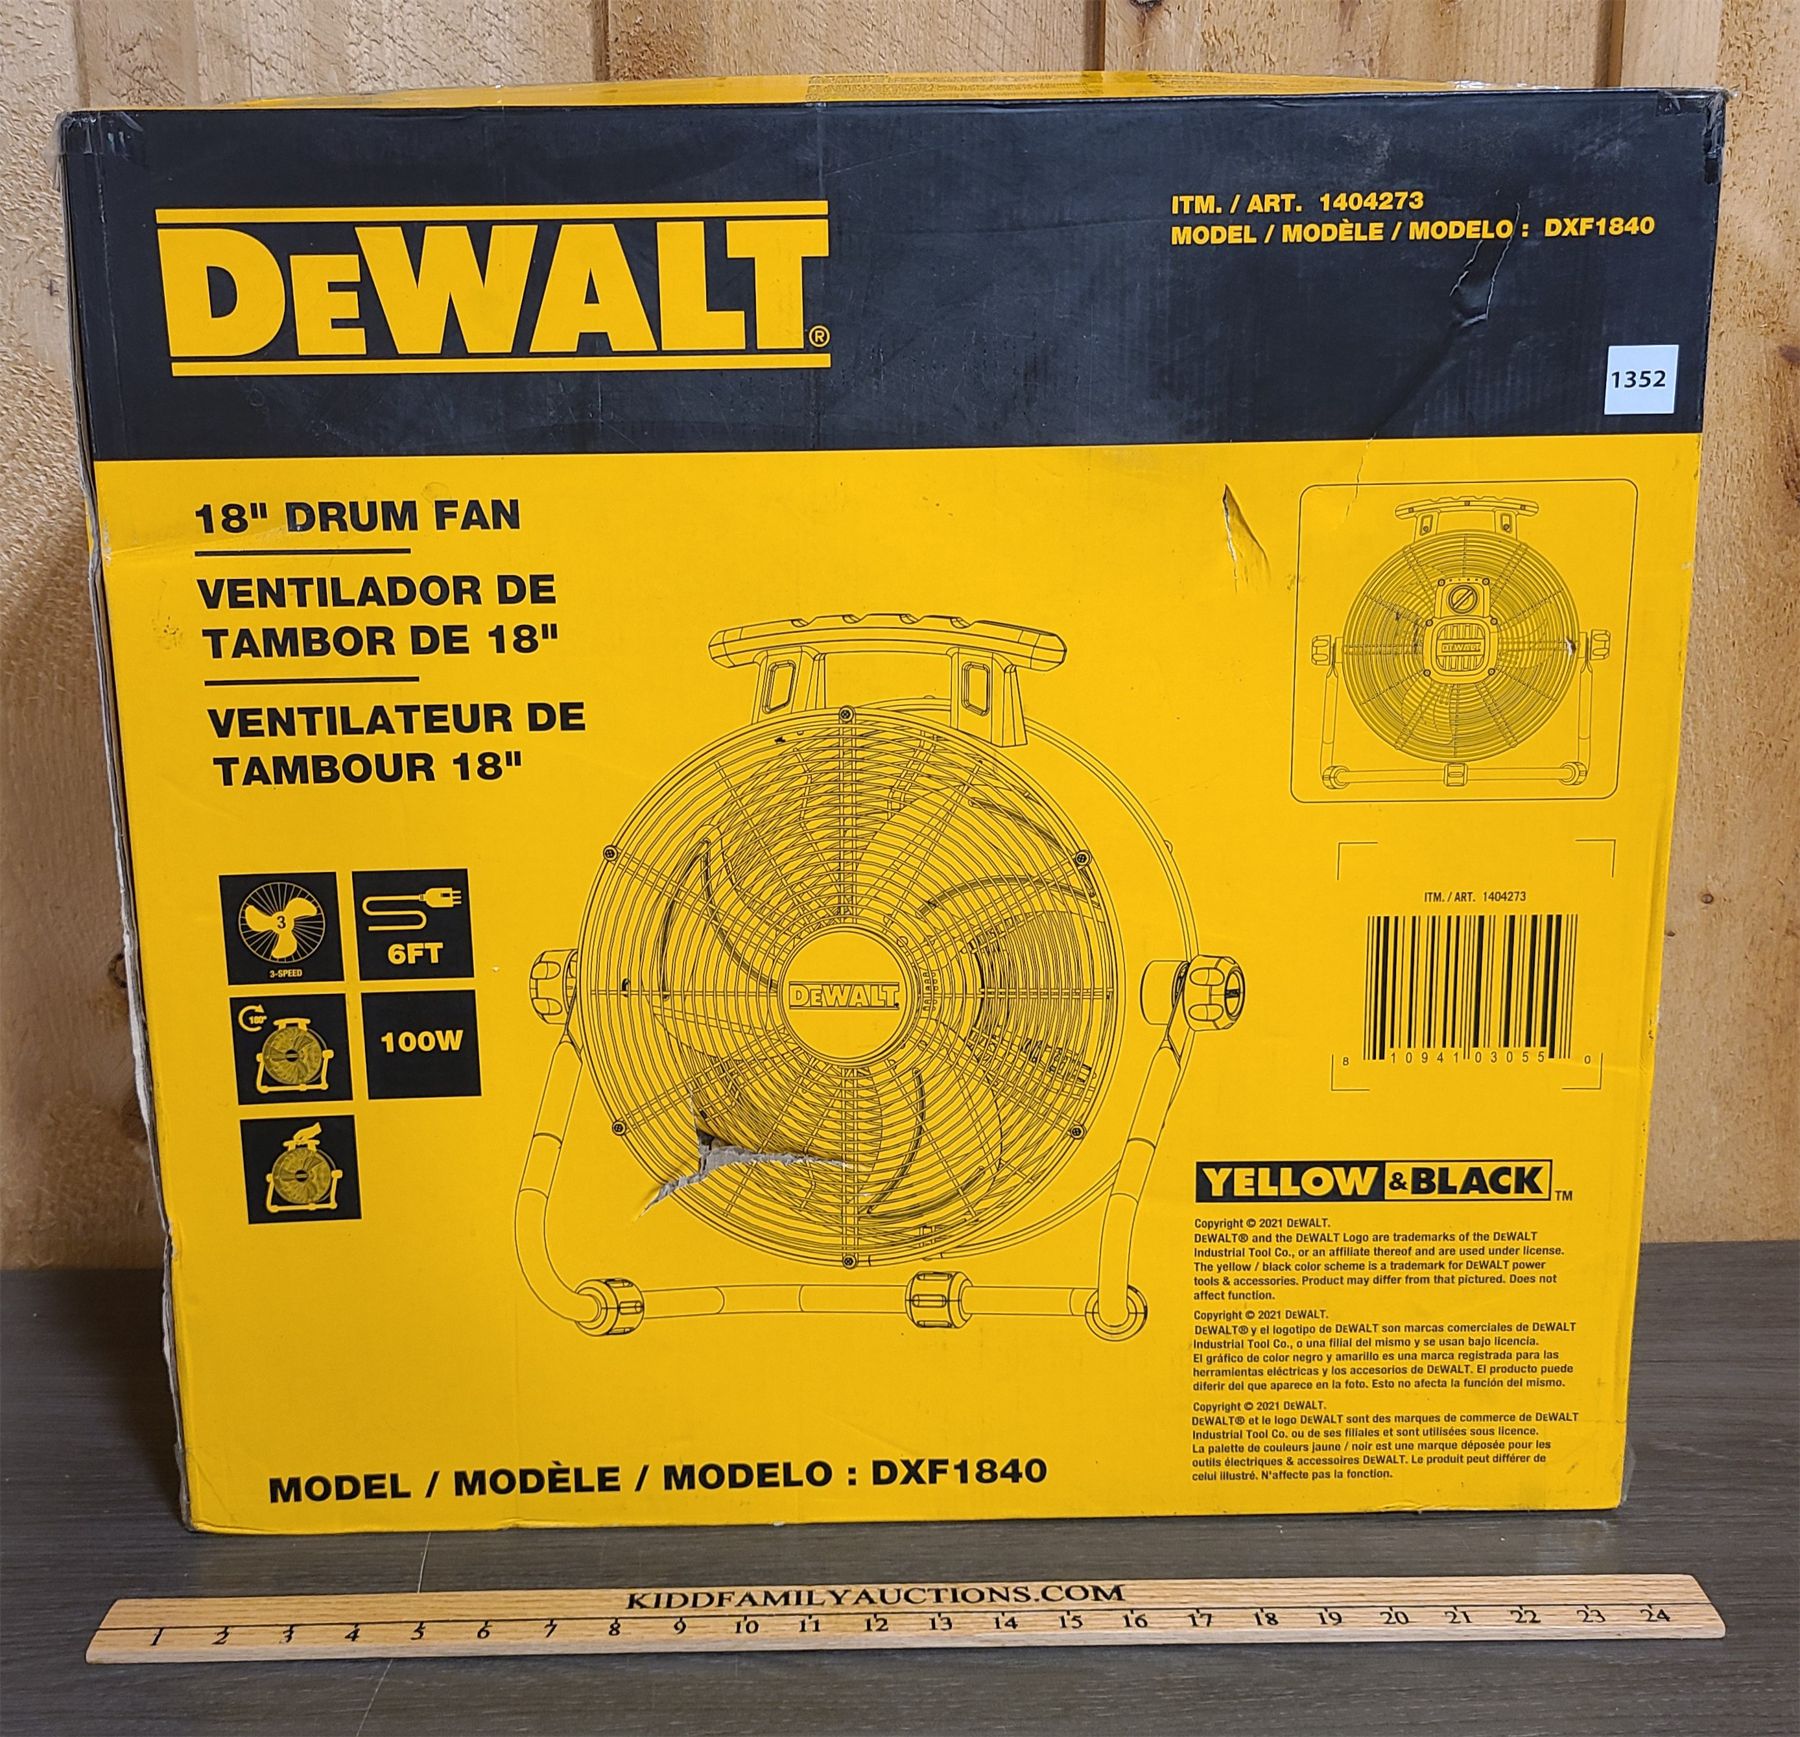 DEWALT®
ITM. / ART. 1404273
MODEL / MODÈLE / MODELO : DXF1840
1352
18" DRUM FAN
VENTILADOR DE
TAMBOR DE 18"
VENTILATEUR DE
TAMBOUR 18"
3
3-SPEED
6FT
180°
100W
DEWALT
DEWALT
ITM. / ART. 1404273
8 10941 03055 0
YELLOW & BLACK TM
Copyright © 2021 DEWALT.
DEWALT® and the DEWALT Logo are trademarks of the DEWALT
Industrial Tool Co., or an affiliate thereof and are used under license.
The yellow / black color scheme is a trademark for DEWALT power
tools & accessories. Product may differ from that pictured. Does not
affect function.
Copyright © 2021 DEWALT.
DEWALT® y el logotipo de DEWALT son marcas comerciales de DEWALT
Industrial Tool Co., o una filial del mismo y se usan bajo licencia.
El gráfico de color negro y amarillo es una marca registrada para las
herramientas eléctricas y los accesorios de DEWALT. El producto puede
diferir del que aparece en la foto. Esto no afecta la función del mismo.
Copyright © 2021 DEWALT.
DEWALT® et le logo DEWALT sont des marques de commerce de DEWALT
Industrial Tool Co. ou de ses filiales et sont utilisées sous licence.
La palette de couleurs jaune / noir est une marque déposée pour les
outils électriques & accessoires DEWALT. Le produit peut différer de
celui illustré. N'affecte pas la fonction.
MODEL / MODÈLE / MODELO : DXF1840
KIDDFAMILYAUCTIONS.COM
1 2 3 4 5 6 7 8 9 10 11 12 13 14 15 16 17 18 19 20 21 22 23 24